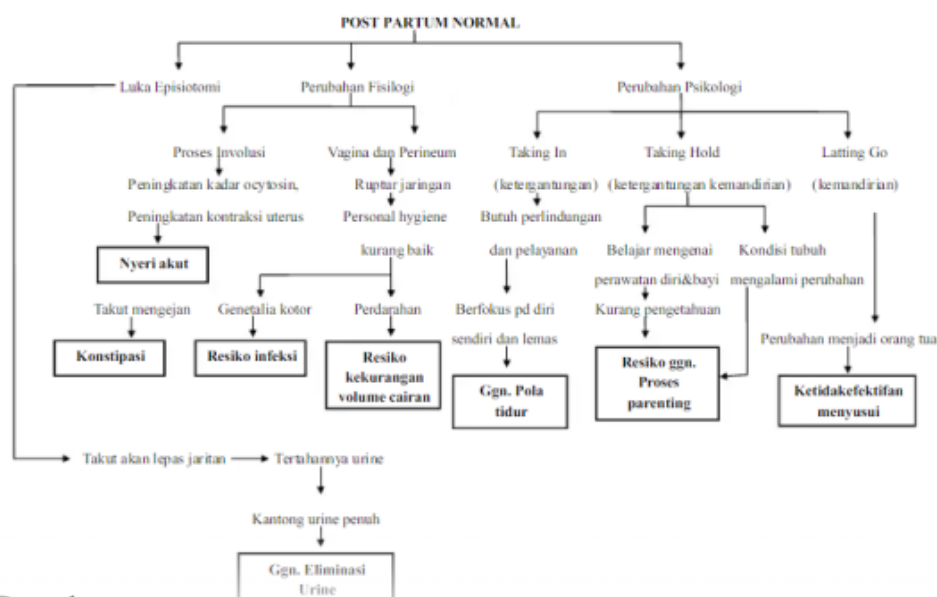 POST PARTUM NORMAL
Luka Episiotomi
Perubahan Fisilogi
Perubahan Psikologi
Proses Involusi
Vagina dan Perineum
Taking In
Taking Hold
Latting Go
Peningkatan kadar ocytosin,
Ruptur jaringan
(ketergantungan)
(ketergantungan kemandirian)
(kemandirian)
Peningkatan kontraksi uterus
Personal hygiene
Butuh perlindungan
kurang baik
dan pelayanan
Belajar mengenai
Kondisi tubuh
Nyeri akut
perawatan diri&bayi
mengalami perubahan
Takut mengejan
Genetalia kotor
Perdarahan
Berfokus pd diri
Kurang pengetahuan
sendiri dan lemas
Perubahan menjadi orang tua
Konstipasi
Resiko infeksi
Resiko
kekurangan
volume cairan
Ggn. Pola
tidur
Resiko ggn.
Proses
parenting
Ketidakefektifan
menyusui
Takut akan lepas jaritan
Tertahannya urine
Kantong urine penuh
Ggn. Eliminasi
Urine